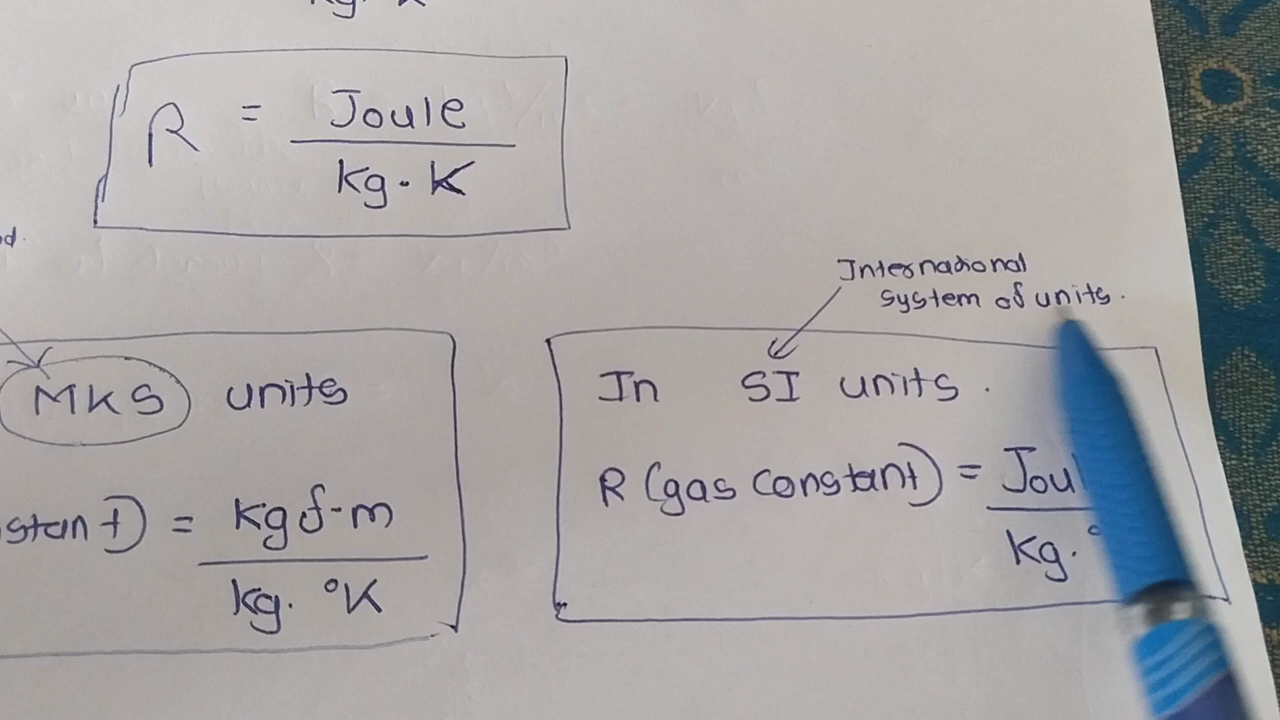 R = Joule
kg. K
International
system of units.
MKS units
In SI units.
R (gas constant) = Jou
kg. °
stant) = kgf-m
kg. °K